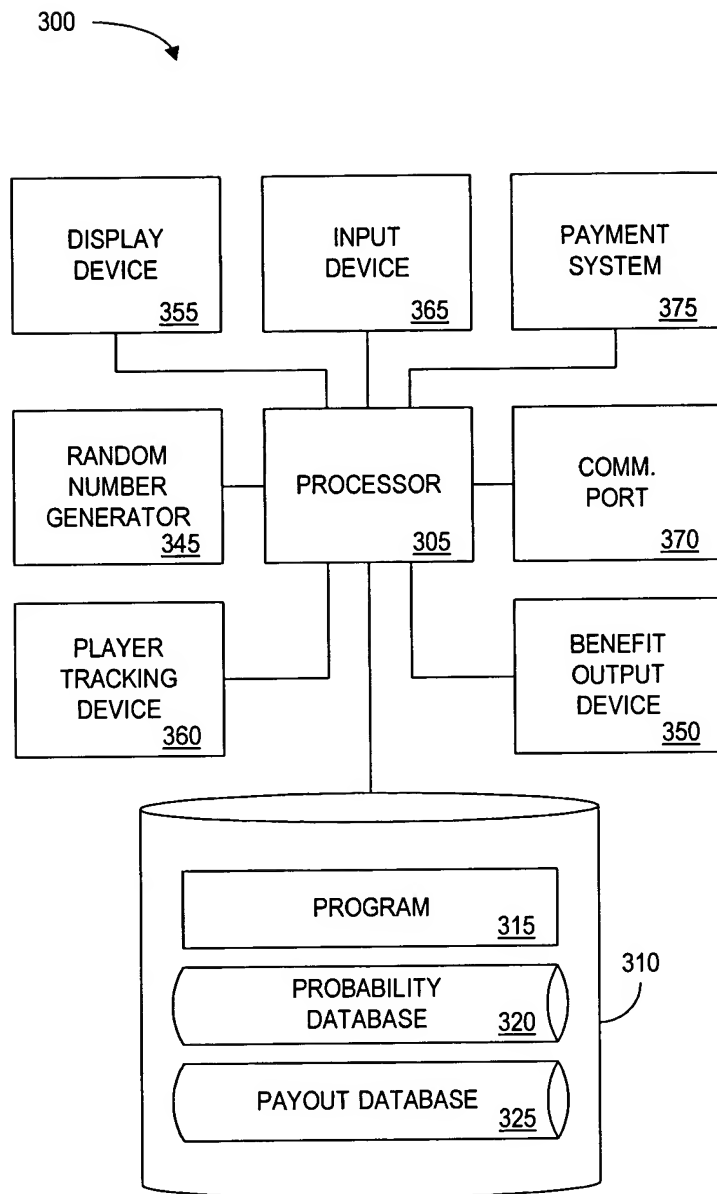 300
DISPLAY
DEVICE
355
INPUT
DEVICE
365
PAYMENT
SYSTEM
375
RANDOM
NUMBER
GENERATOR
345
PROCESSOR
305
COMM.
PORT
370
PLAYER
TRACKING
DEVICE
360
BENEFIT
OUTPUT
DEVICE
350
PROGRAM
315
310
PROBABILITY
DATABASE
320
PAYOUT DATABASE
325